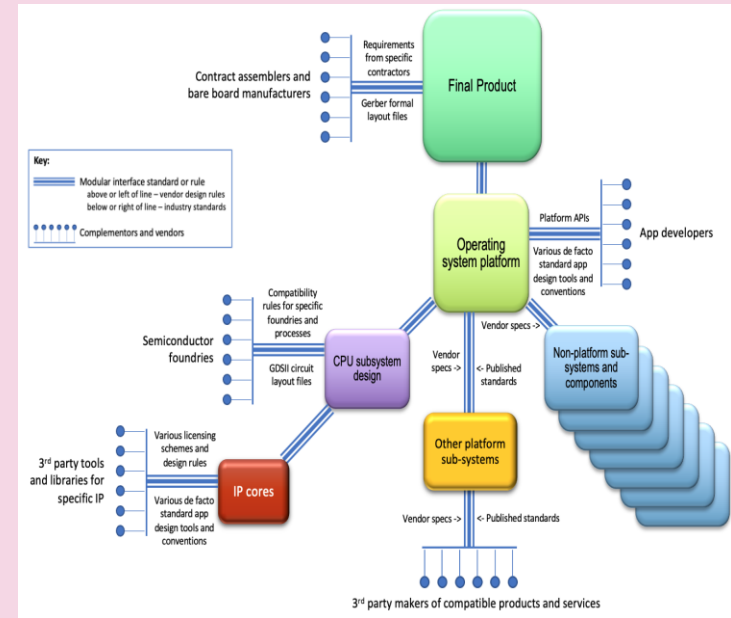 Requirements
from specific
contractors
Contract assemblers and
bare board manufacturers
Gerber formal
layout files
Final Product
Key:
Modular interface standard or rule
above or left of line – vendor design rules
below or right of line – industry standards
Complementors and vendors
Operating
system platform
Platform APIs
Various de facto
standard app
design tools and
conventions
App developers
Compatibility
rules for specific
foundries and
processes
Semiconductor
foundries
GDSII circuit
layout files
CPU subsystem
design
Vendor
specs ->
<- Published
standards
Vendor specs ->
Non-platform sub-
systems and
components
Various licensing
schemes and
design rules
3rd party tools
and libraries for
specific IP
Various de facto
standard app
design tools and
conventions
IP cores
Other platform
sub-systems
Vendor specs ->
<- Published standards
3rd party makers of compatible products and services